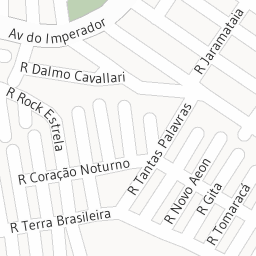 Av do Imperador
R Dalmo Cavallari
R Jaramataia
R Rock Estrela
R Tantas Palavras
R Coração Noturno
R Novo Aeon
R Gita
R Tomaracá
R Terra Brasileira